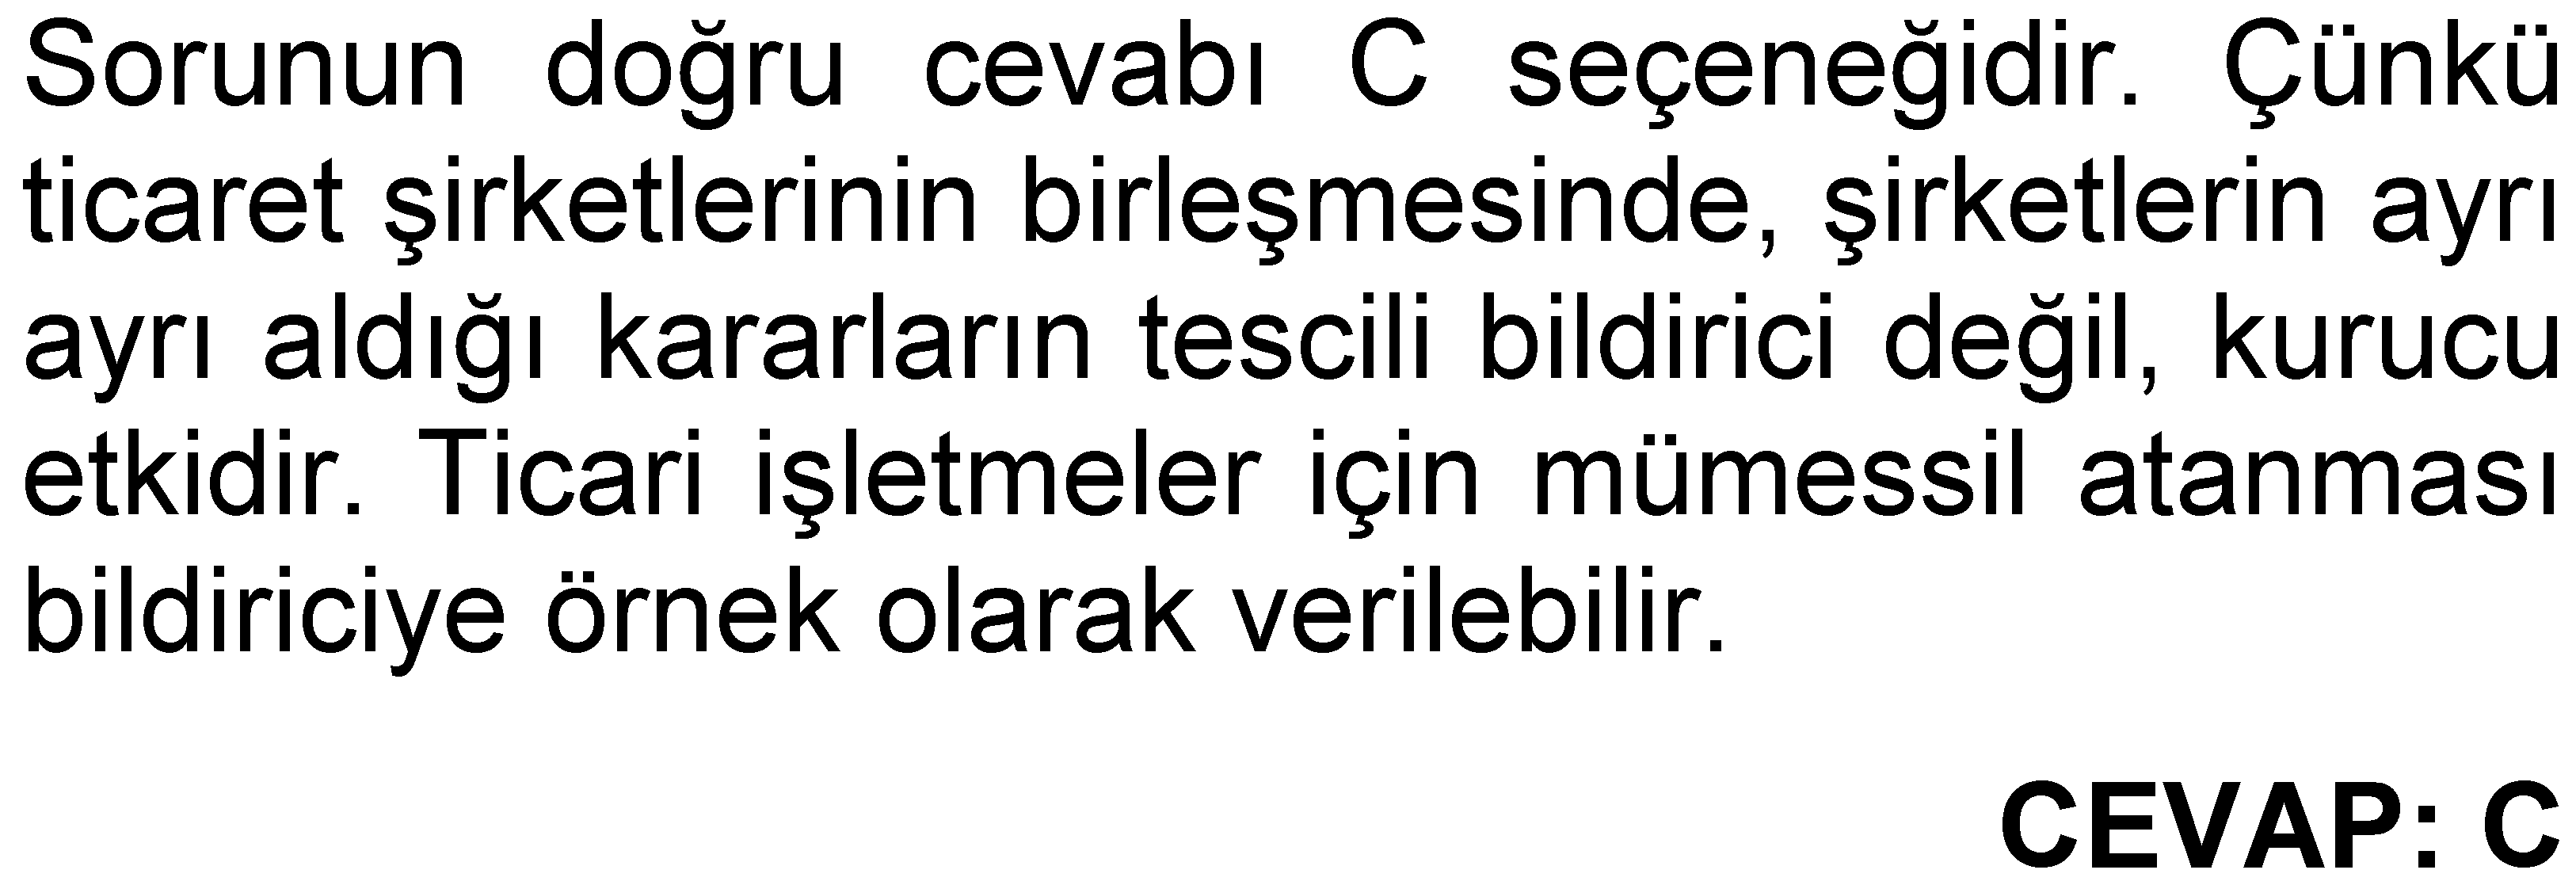 Sorunun doğru cevabı C seçeneğidir. Çünkü
ticaret şirketlerinin birleşmesinde, şirketlerin ayrı
ayrı aldığı kararların tescili bildirici değil, kurucu
etkidir. Ticari işletmeler için mümessil atanması
bildiriciye örnek olarak verilebilir.
CEVAP: C